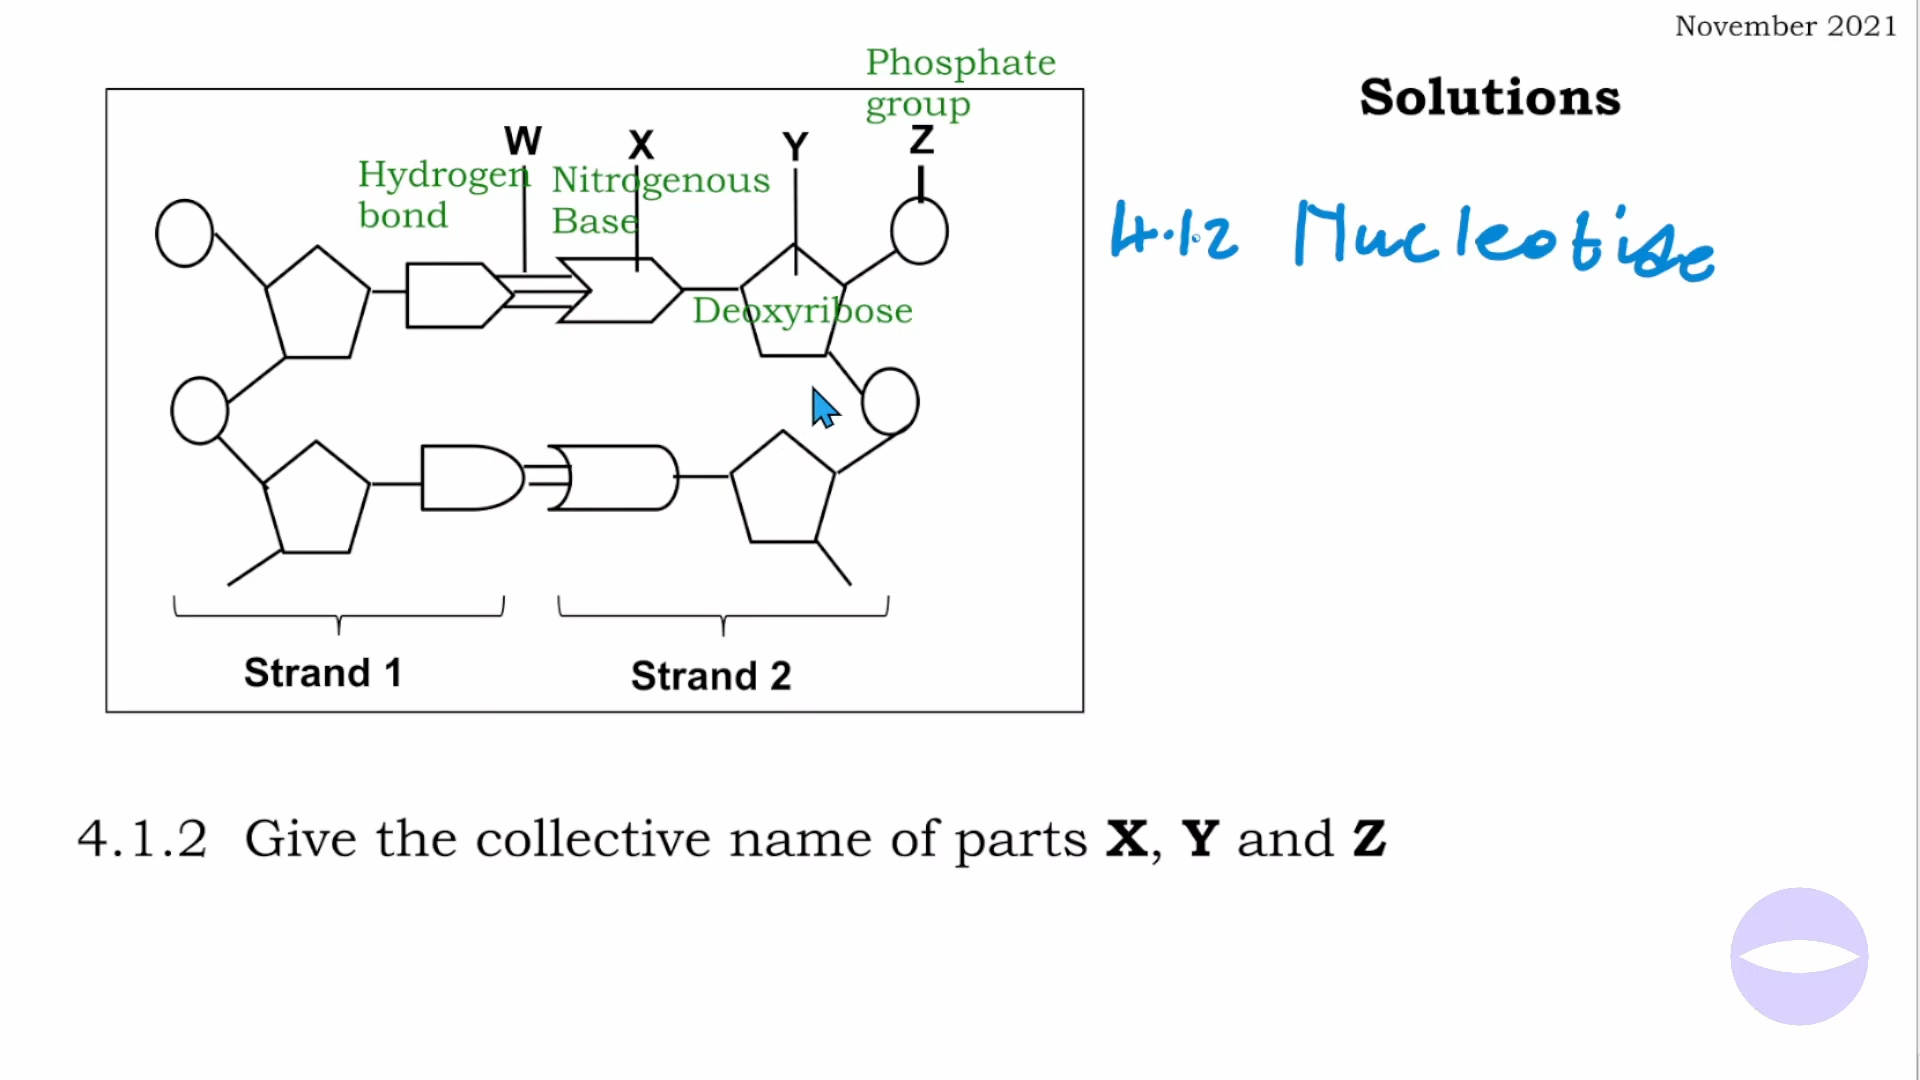 November 2021
Solutions
Phosphate
group
W X Y Z
Hydrogen
bond
Nitrogenous
Base
Deoxyribose
4.1.2 Nucleotide
Strand 1
Strand 2
4.1.2 Give the collective name of parts X, Y and Z